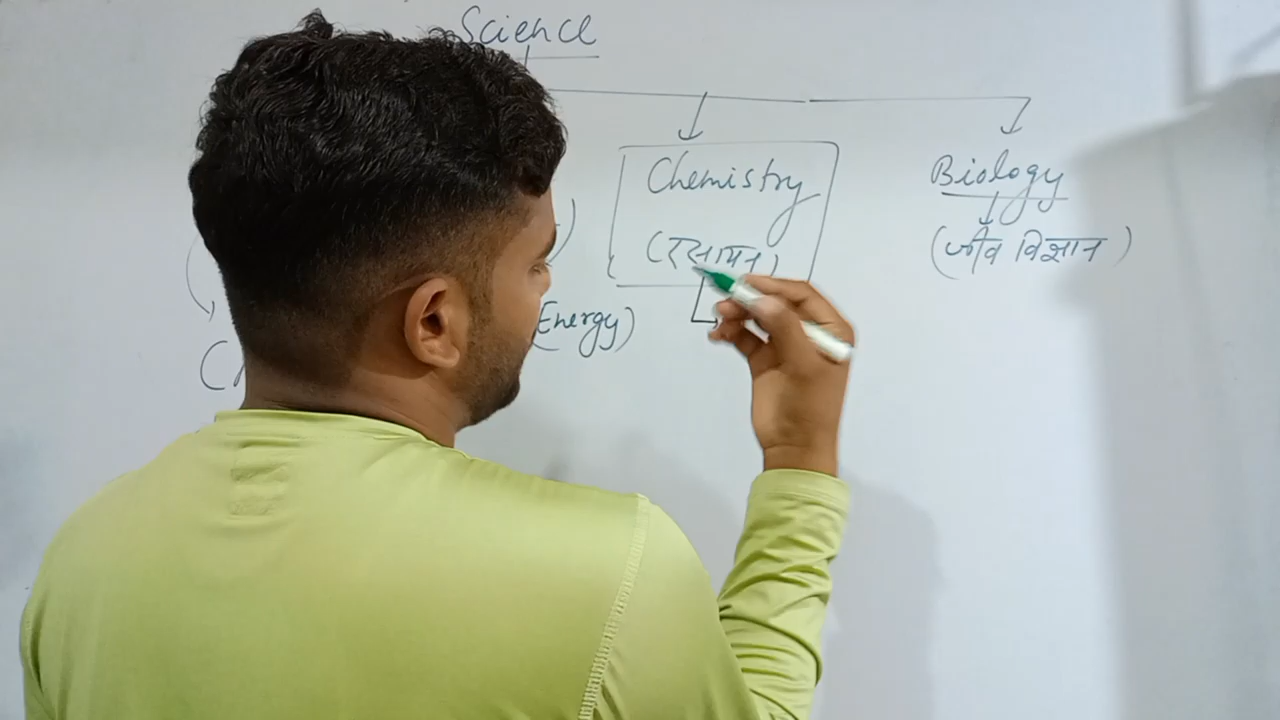 Science
Chemistry
Biology
(रसायन)
(जीव विज्ञान)
Energy)